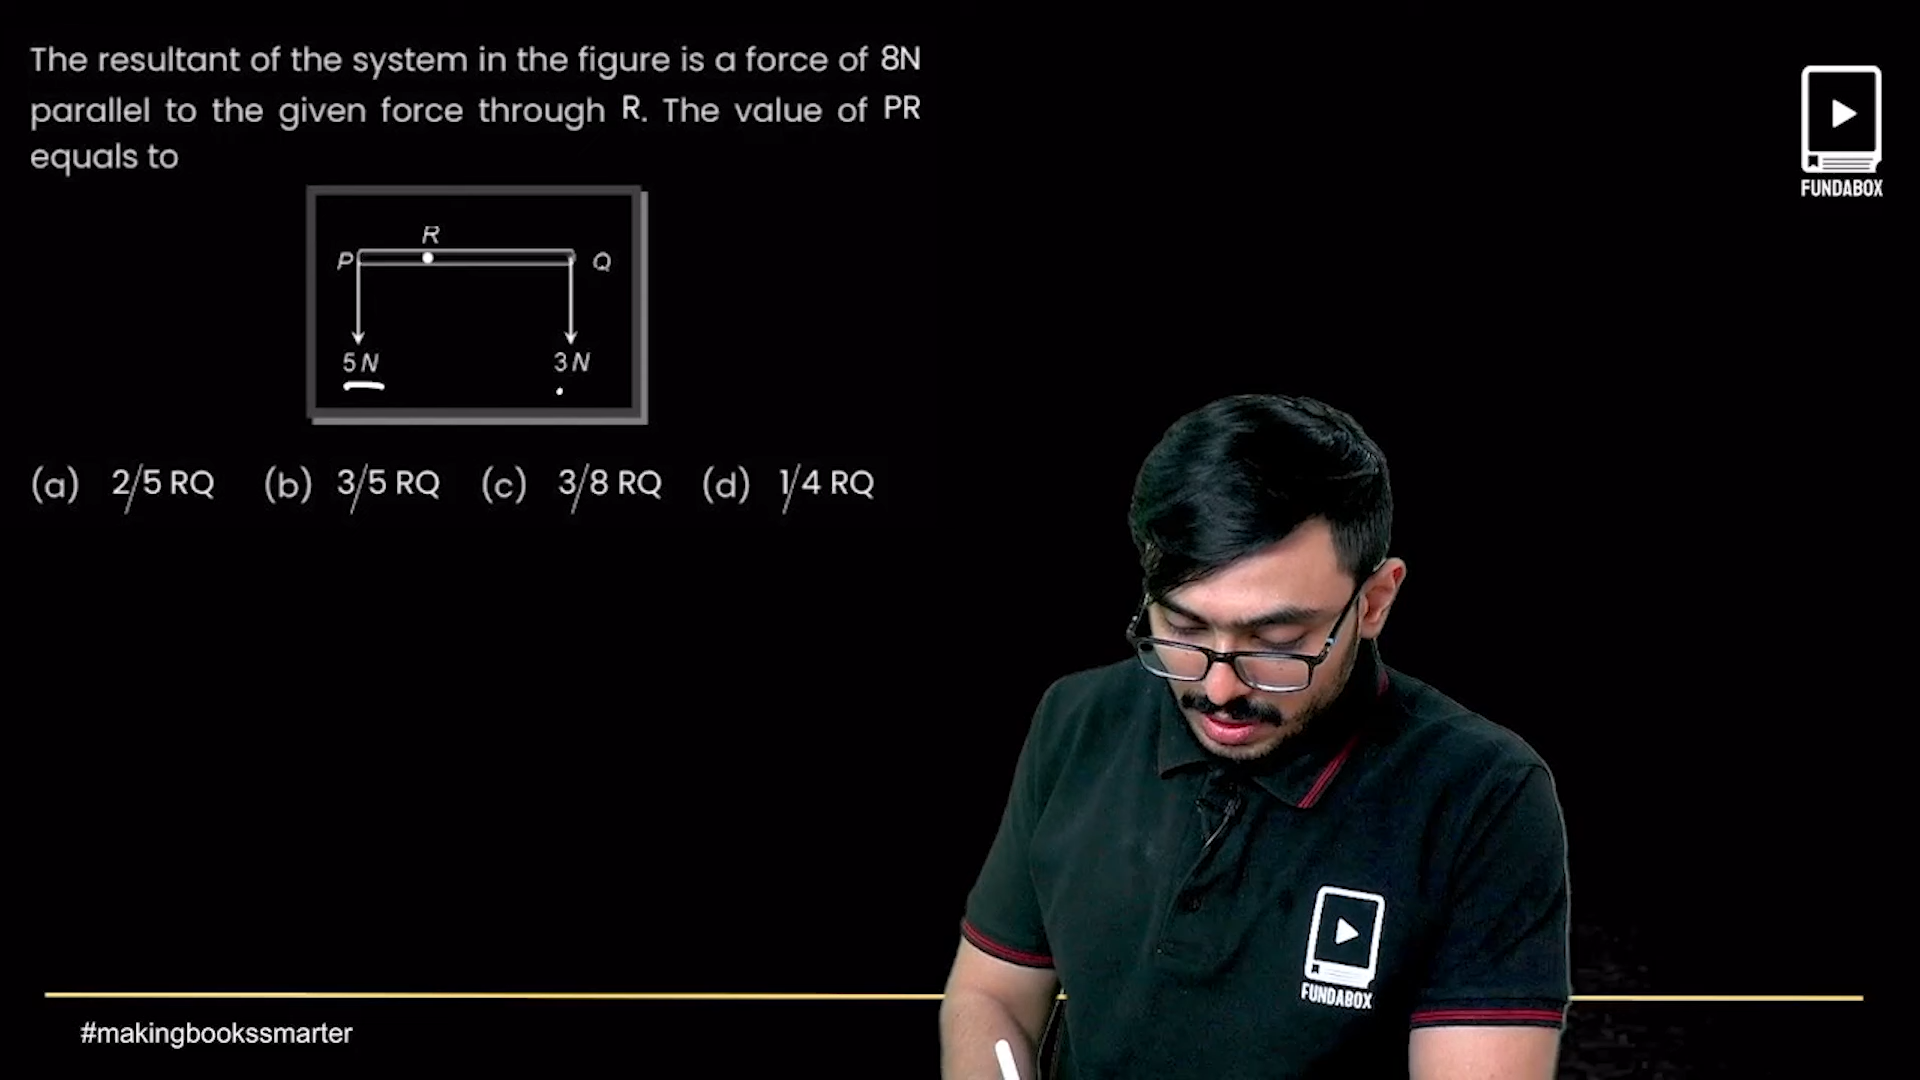 The resultant of the system in the figure is a force of 8N
parallel to the given force through R. The value of PR
equals to
R
P
Q
5 N
3 N
(a) 2/5 RQ (b) 3/5 RQ (c) 3/8 RQ (d) 1/4 RQ
FUNDABOX
FUNDABOX
#makingbookssmarter